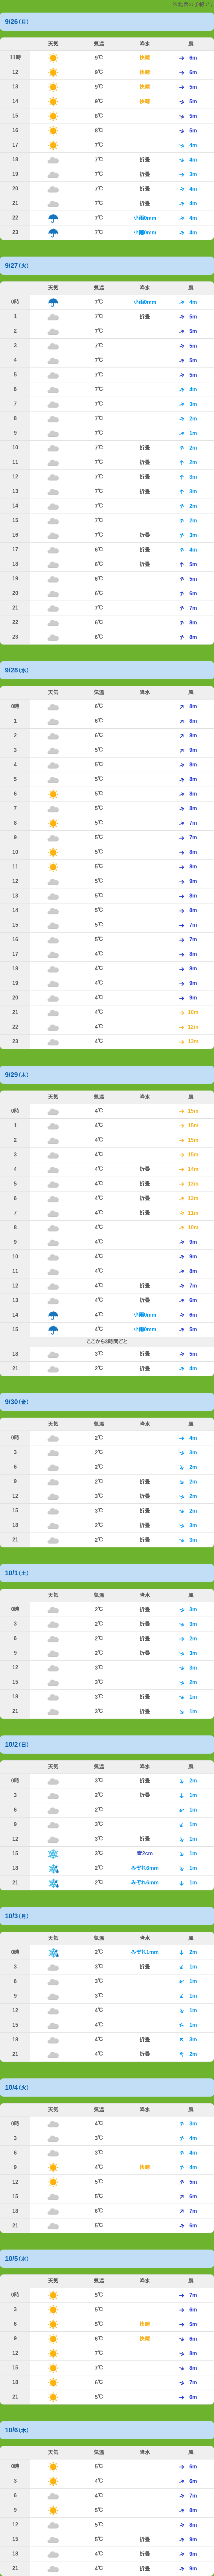 9/26(月)
天気 気温 降水 風
11時 9℃ 快晴 6m
12 9℃ 快晴 6m
13 9℃ 快晴 5m
14 9℃ 快晴 5m
15 8℃ 5m
16 8℃ 5m
17 7℃ 4m
18 7℃ 折畳 4m
19 7℃ 折畳 3m
20 7℃ 折畳 4m
21 7℃ 折畳 4m
22 7℃ 小雨0mm 4m
23 7℃ 小雨0mm 4m
9/27(火)
天気 気温 降水 風
0時 7℃ 小雨0mm 4m
1 7℃ 折畳 5m
2 7℃ 5m
3 7℃ 5m
4 7℃ 5m
5 7℃ 5m
6 7℃ 4m
7 7℃ 3m
8 7℃ 2m
9 7℃ 1m
10 7℃ 折畳 2m
11 7℃ 折畳 2m
12 7℃ 折畳 3m
13 7℃ 折畳 3m
14 7℃ 2m
15 7℃ 2m
16 7℃ 折畳 3m
17 6℃ 折畳 4m
18 6℃ 折畳 5m
19 6℃ 5m
20 6℃ 6m
21 7℃ 7m
22 6℃ 8m
23 6℃ 8m
9/28(水)
天気 気温 降水 風
0時 6℃ 8m
1 6℃ 8m
2 6℃ 8m
3 5℃ 9m
4 5℃ 8m
5 5℃ 8m
6 5℃ 8m
7 5℃ 8m
8 5℃ 7m
9 5℃ 7m
10 5℃ 8m
11 5℃ 8m
12 5℃ 9m
13 5℃ 8m
14 5℃ 8m
15 5℃ 7m
16 5℃ 7m
17 4℃ 8m
18 4℃ 8m
19 4℃ 9m
20 4℃ 9m
21 4℃ 10m
22 4℃ 12m
23 4℃ 13m
9/29(木)
天気 気温 降水 風
0時 4℃ 15m
1 4℃ 15m
2 4℃ 15m
3 4℃ 15m
4 4℃ 折畳 14m
5 4℃ 折畳 13m
6 4℃ 折畳 12m
7 4℃ 折畳 11m
8 4℃ 10m
9 4℃ 9m
10 4℃ 9m
11 4℃ 8m
12 4℃ 折畳 7m
13 4℃ 折畳 6m
14 4℃ 小雨0mm 6m
15 4℃ 小雨0mm 5m
ここから3時間ごと
18 3℃ 折畳 5m
21 2℃ 折畳 4m
9/30(金)
天気 気温 降水 風
0時 2℃ 4m
3 2℃ 3m
6 2℃ 2m
9 2℃ 折畳 2m
12 3℃ 折畳 2m
15 3℃ 折畳 2m
18 2℃ 折畳 3m
21 3℃ 折畳 3m
10/1(土)
天気 気温 降水 風
0時 2℃ 折畳 3m
3 2℃ 折畳 3m
6 2℃ 折畳 2m
9 2℃ 折畳 3m
12 3℃ 3m
15 3℃ 2m
18 3℃ 折畳 1m
21 3℃ 折畳 1m
10/2(日)
天気 気温 降水 風
0時 3℃ 折畳 2m
3 2℃ 折畳 1m
6 2℃ 1m
9 3℃ 1m
12 3℃ 折畳 1m
15 3℃ 雪2cm 1m
18 2℃ みぞれ6mm 1m
21 2℃ みぞれ4mm 1m
10/3(月)
天気 気温 降水 風
0時 2℃ みぞれ1mm 2m
3 3℃ 折畳 1m
6 3℃ 1m
9 3℃ 1m
12 4℃ 1m
15 4℃ 1m
18 4℃ 折畳 3m
21 4℃ 折畳 2m
10/4(火)
天気 気温 降水 風
0時 4℃ 3m
3 3℃ 4m
6 3℃ 4m
9 4℃ 快晴 4m
12 5℃ 5m
15 5℃ 6m
18 6℃ 7m
21 5℃ 6m
10/5(水)
天気 気温 降水 風
0時 5℃ 7m
3 5℃ 6m
6 5℃ 快晴 5m
9 6℃ 快晴 6m
12 7℃ 8m
15 7℃ 8m
18 6℃ 7m
21 5℃ 6m
10/6(木)
天気 気温 降水 風
0時 5℃ 6m
3 4℃ 6m
6 4℃ 7m
9 5℃ 8m
12 5℃ 8m
15 5℃ 折畳 9m
18 4℃ 折畳 9m
21 4℃ 折畳 9m